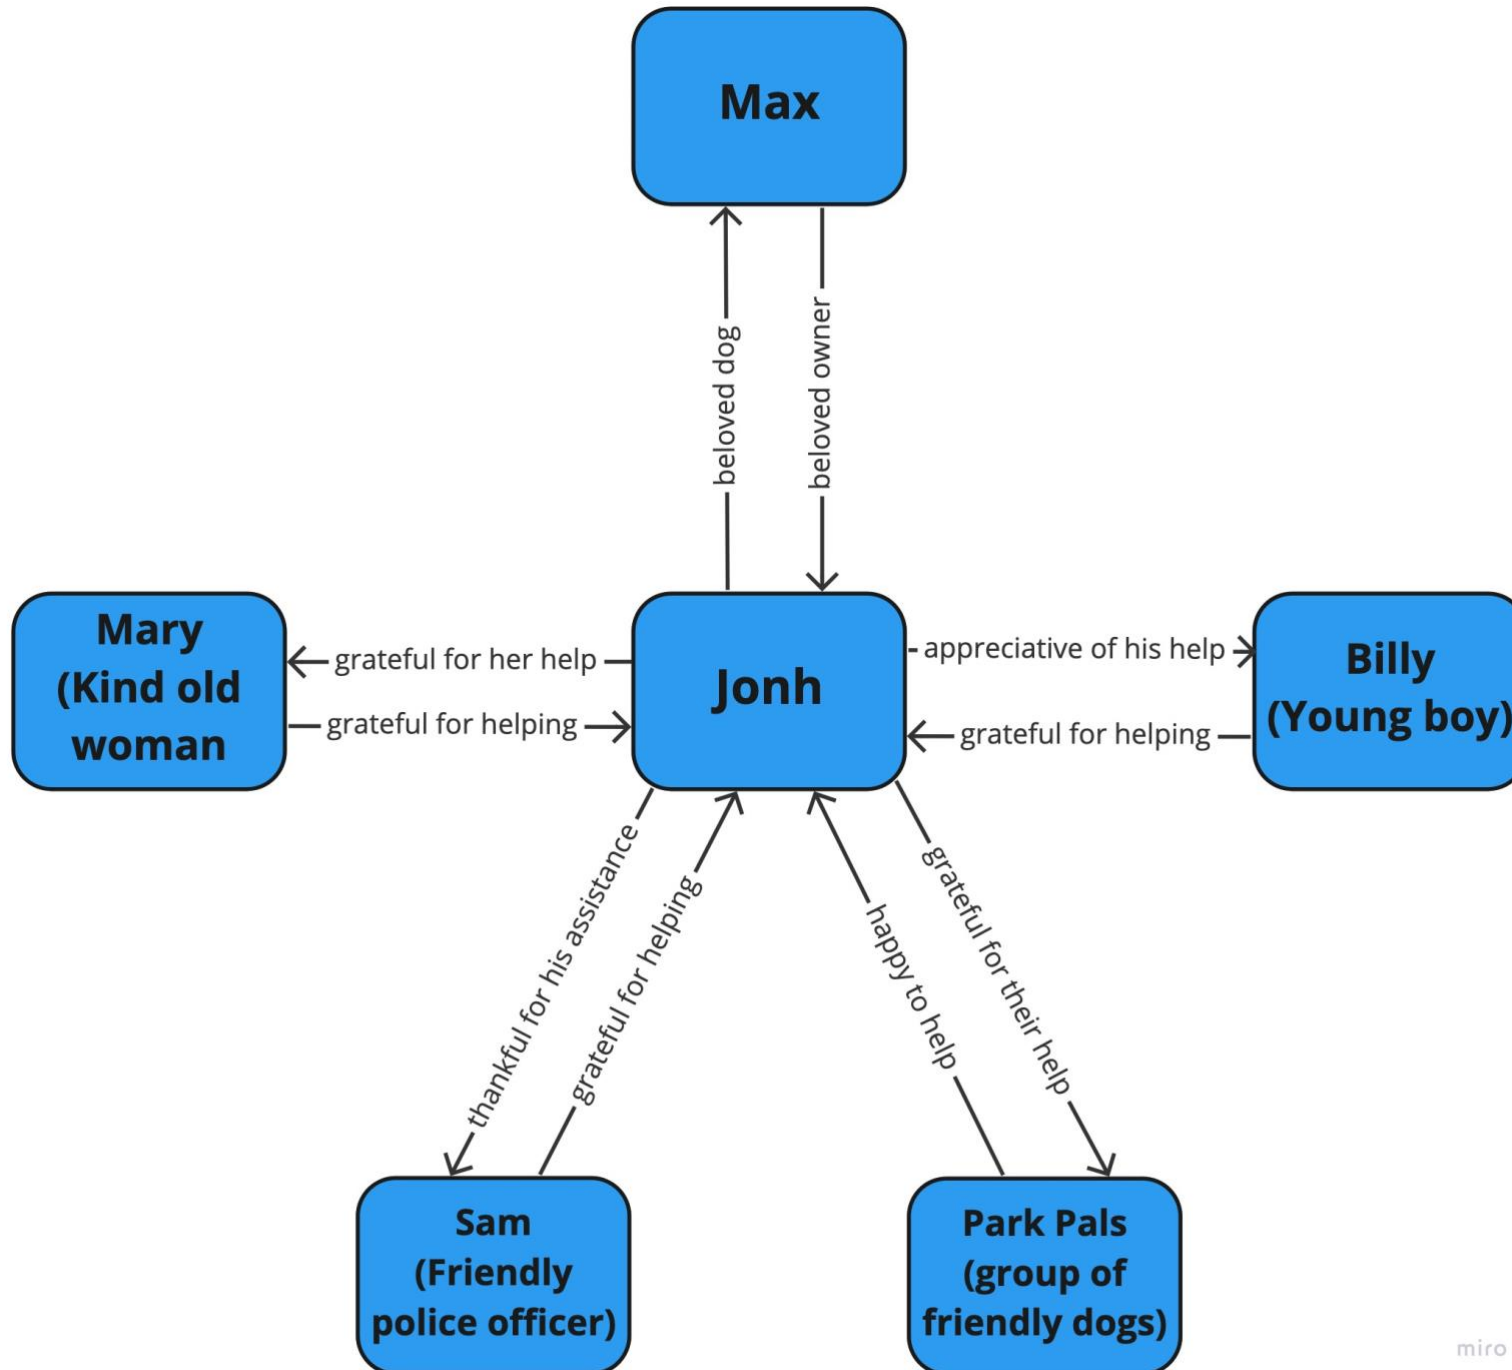 Max
beloved dog
beloved owner
Mary
(Kind old
woman
grateful for her help
grateful for helping
Jonh
appreciative of his help
grateful for helping
Billy
(Young boy)
thankful for his assistance
grateful for helping
happy to help
grateful for their help
Sam
(Friendly
police officer)
Park Pals
(group of
friendly dogs)
miro